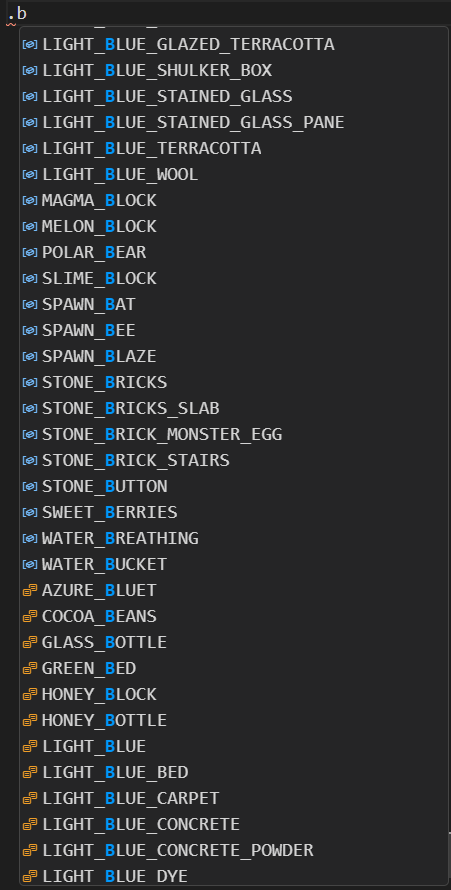 .b
LIGHT_BLUE_GLAZED_TERRACOTTA
LIGHT_BLUE_SHULKER_BOX
LIGHT_BLUE_STAINED_GLASS
LIGHT_BLUE_STAINED_GLASS_PANE
LIGHT_BLUE_TERRACOTTA
LIGHT_BLUE_WOOL
MAGMA_BLOCK
MELON_BLOCK
POLAR_BEAR
SLIME_BLOCK
SPAWN_BAT
SPAWN_BEE
SPAWN_BLAZE
STONE_BRICKS
STONE_BRICKS_SLAB
STONE_BRICK_MONSTER_EGG
STONE_BRICK_STAIRS
STONE_BUTTON
SWEET_BERRIES
WATER_BREATHING
WATER_BUCKET
AZURE_BLUET
COCOA_BEANS
GLASS_BOTTLE
GREEN_BED
HONEY_BLOCK
HONEY_BOTTLE
LIGHT_BLUE
LIGHT_BLUE_BED
LIGHT_BLUE_CARPET
LIGHT_BLUE_CONCRETE
LIGHT_BLUE_CONCRETE_POWDER
LIGHT_BLUE_DYE